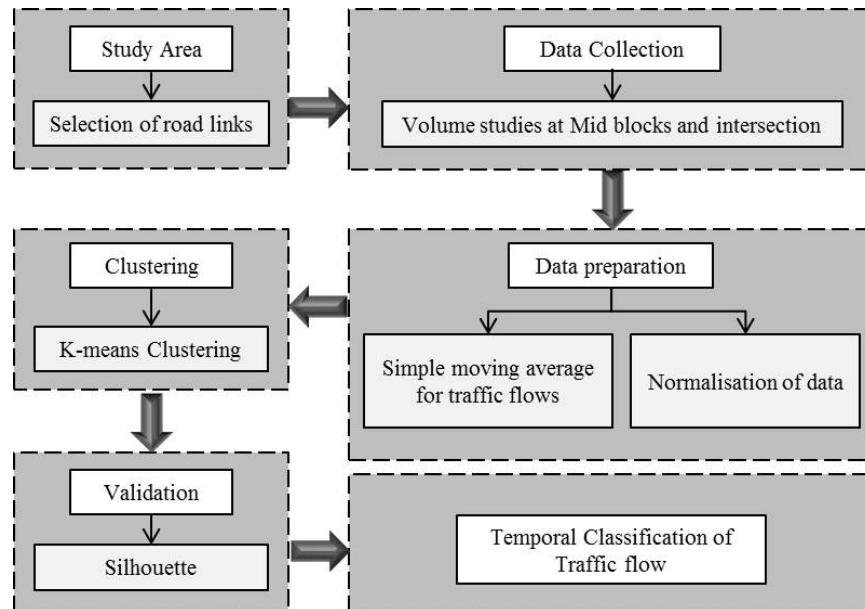 Study Area
Selection of road links
Data Collection
Volume studies at Mid blocks and intersection
Data preparation
Simple moving average
for traffic flows
Normalisation of data
Clustering
K-means Clustering
Validation
Silhouette
Temporal Classification of
Traffic flow